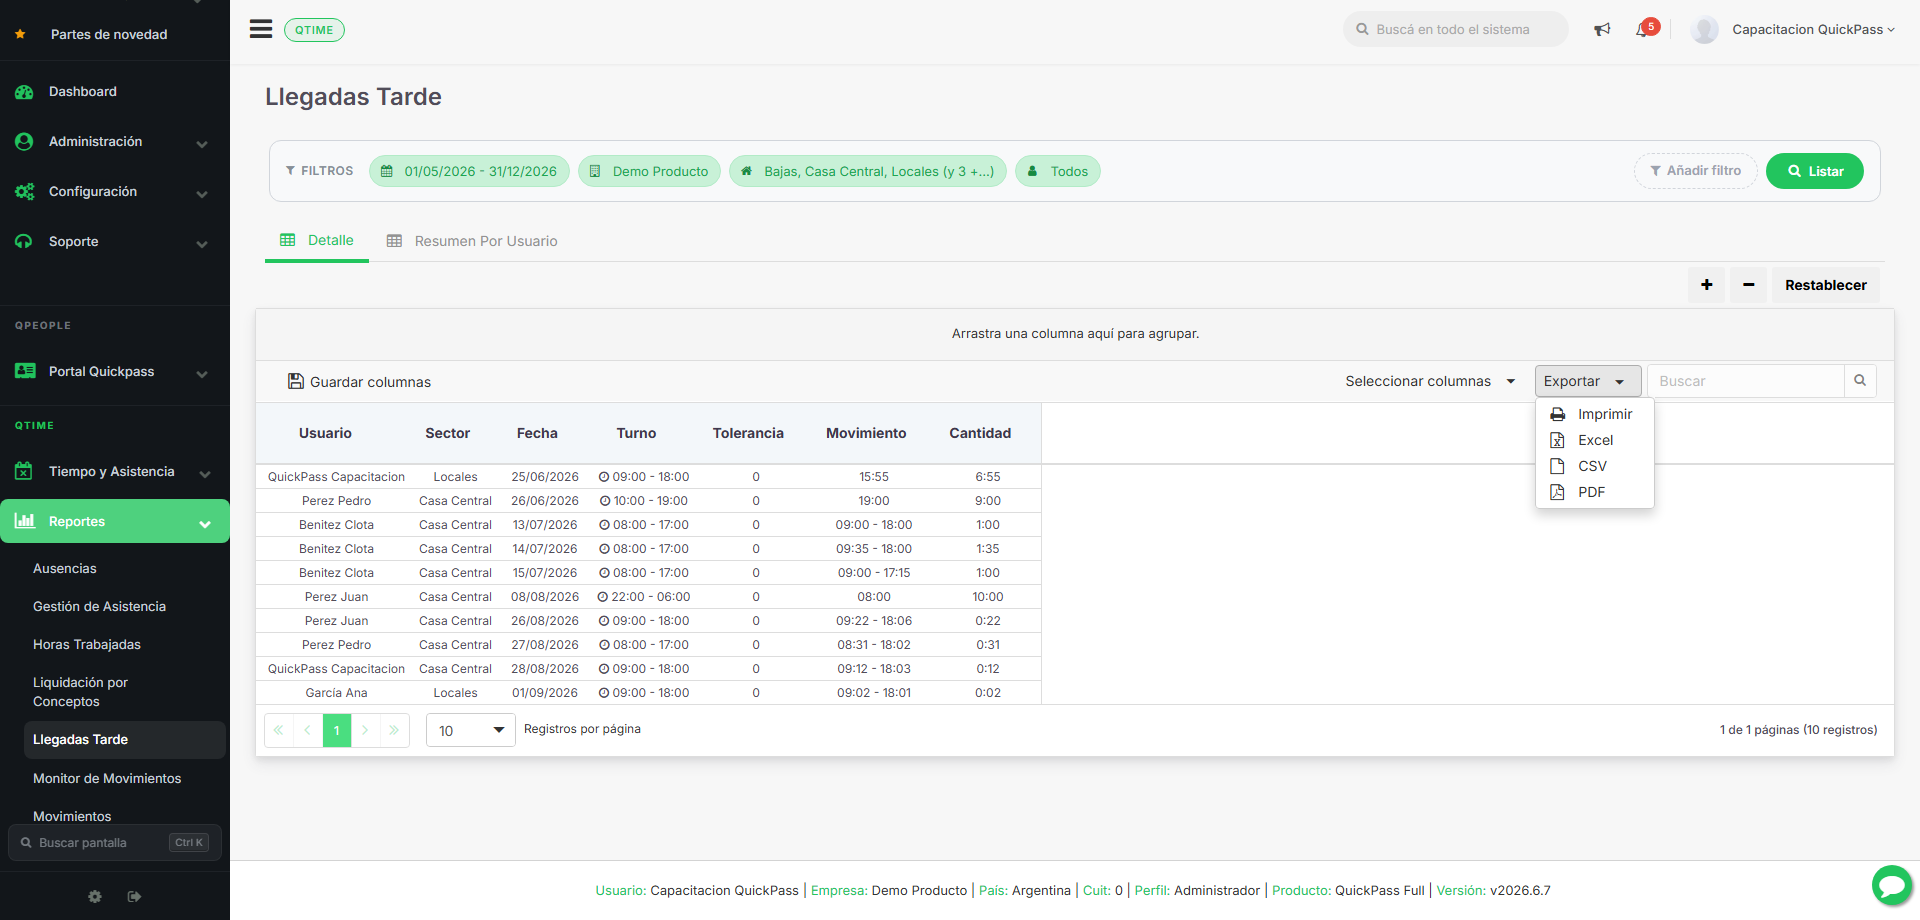 Partes de novedad
Dashboard
Administración
Configuración
Soporte
QPEOPLE
Portal Quickpass
QTIME
Tiempo y Asistencia
Reportes
Ausencias
Gestión de Asistencia
Horas Trabajadas
Liquidación por
Conceptos
Llegadas Tarde
Monitor de Movimientos
Movimientos
Buscar pantalla Ctrl K
QTIME
Buscá en todo el sistema
5
Capacitacion QuickPass
Llegadas Tarde
FILTROS 01/05/2026 - 31/12/2026 Demo Producto Bajas, Casa Central, Locales (y 3 +...) Todos Añadir filtro Listar
Detalle Resumen Por Usuario
+ − Restablecer
Arrastra una columna aquí para agrupar.
Guardar columnas Seleccionar columnas Exportar Buscar
Imprimir
Excel
CSV
PDF
Usuario Sector Fecha Turno Tolerancia Movimiento Cantidad
QuickPass Capacitacion Locales 25/06/2026 09:00 - 18:00 0 15:55 6:55
Perez Pedro Casa Central 26/06/2026 10:00 - 19:00 0 19:00 9:00
Benitez Clota Casa Central 13/07/2026 08:00 - 17:00 0 09:00 - 18:00 1:00
Benitez Clota Casa Central 14/07/2026 08:00 - 17:00 0 09:35 - 18:00 1:35
Benitez Clota Casa Central 15/07/2026 08:00 - 17:00 0 09:00 - 17:15 1:00
Perez Juan Casa Central 08/08/2026 22:00 - 06:00 0 08:00 10:00
Perez Juan Casa Central 26/08/2026 09:00 - 18:00 0 09:22 - 18:06 0:22
Perez Pedro Casa Central 27/08/2026 08:00 - 17:00 0 08:31 - 18:02 0:31
QuickPass Capacitacion Casa Central 28/08/2026 09:00 - 18:00 0 09:12 - 18:03 0:12
García Ana Locales 01/09/2026 09:00 - 18:00 0 09:02 - 18:01 0:02
« ‹ 1 › » 10 Registros por página 1 de 1 páginas (10 registros)
Usuario: Capacitacion QuickPass | Empresa: Demo Producto | País: Argentina | Cuit: 0 | Perfil: Administrador | Producto: QuickPass Full | Versión: v2026.6.7